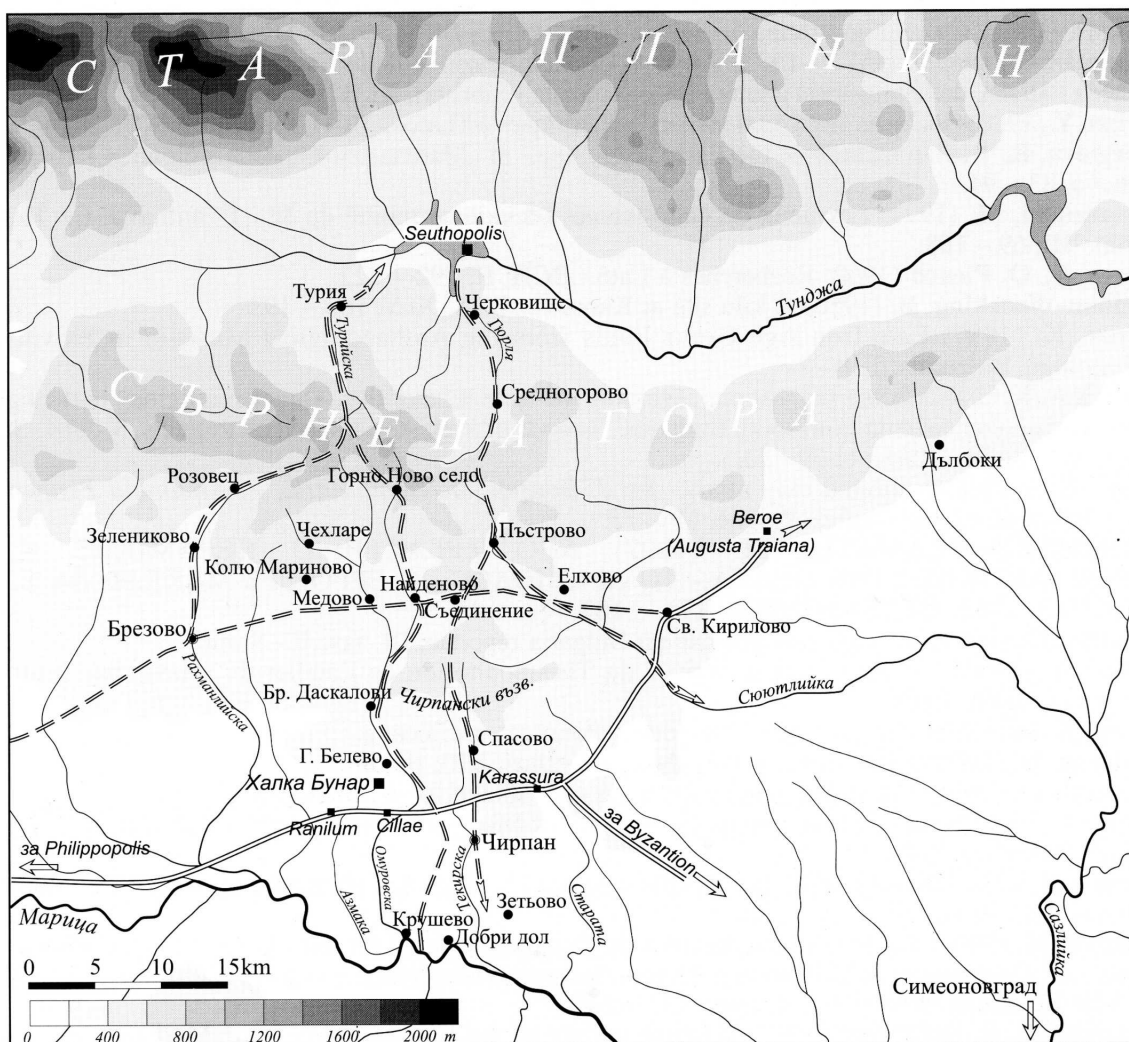 СТАРА ПЛАНИНА
Seuthopolis
Турия
Турийска
Черковище
Гюрля
Тунджа
Средногорово
СЪРНЕНА ГОРА
Розовец
Горно Ново село
Дълбоки
Зелениково
Чехларе
Пъстрово
Beroe
(Augusta Traiana)
Колю Мариново
Найденово
Елхово
Медово
Съединение
Св. Кирилово
Брезово
Рахманлийска
Бр. Даскалови
Чирпански възв.
Сюютлийка
Спасово
Г. Белево
Халка Бунар
Karassura
Ranilum
Cillae
за Byzantion
за Philippopolis
Чирпан
Омуровска
Текирска
Азмака
Старата
Марица
Зетьово
Крушево
Добри дол
Сазлийка
0 5 10 15km
Симеоновград
0 400 800 1200 1600 2000 m